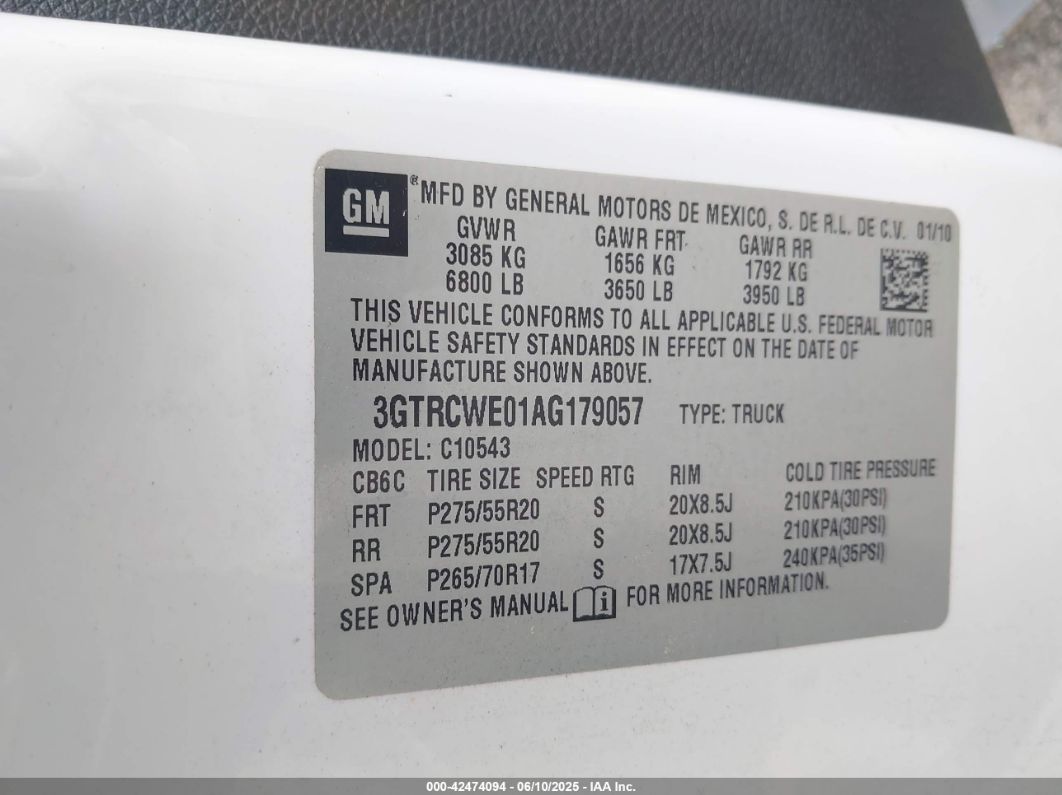 GM ® MFD BY GENERAL MOTORS DE MEXICO, S. DE R.L. DE C.V. 01/10
GVWR GAWR FRT GAWR RR
3085 KG 1656 KG 1792 KG
6800 LB 3650 LB 3950 LB
THIS VEHICLE CONFORMS TO ALL APPLICABLE U.S. FEDERAL MOTOR
VEHICLE SAFETY STANDARDS IN EFFECT ON THE DATE OF
MANUFACTURE SHOWN ABOVE.
3GTRCWE01AG179057 TYPE: TRUCK
MODEL: C10543
CB6C TIRE SIZE SPEED RTG RIM COLD TIRE PRESSURE
FRT P275/55R20 S 20X8.5J 210KPA(30PSI)
RR P275/55R20 S 20X8.5J 210KPA(30PSI)
SPA P265/70R17 S 17X7.5J 240KPA(35PSI)
SEE OWNER'S MANUAL i FOR MORE INFORMATION.
000-42474094 - 06/10/2025 - IAA Inc.